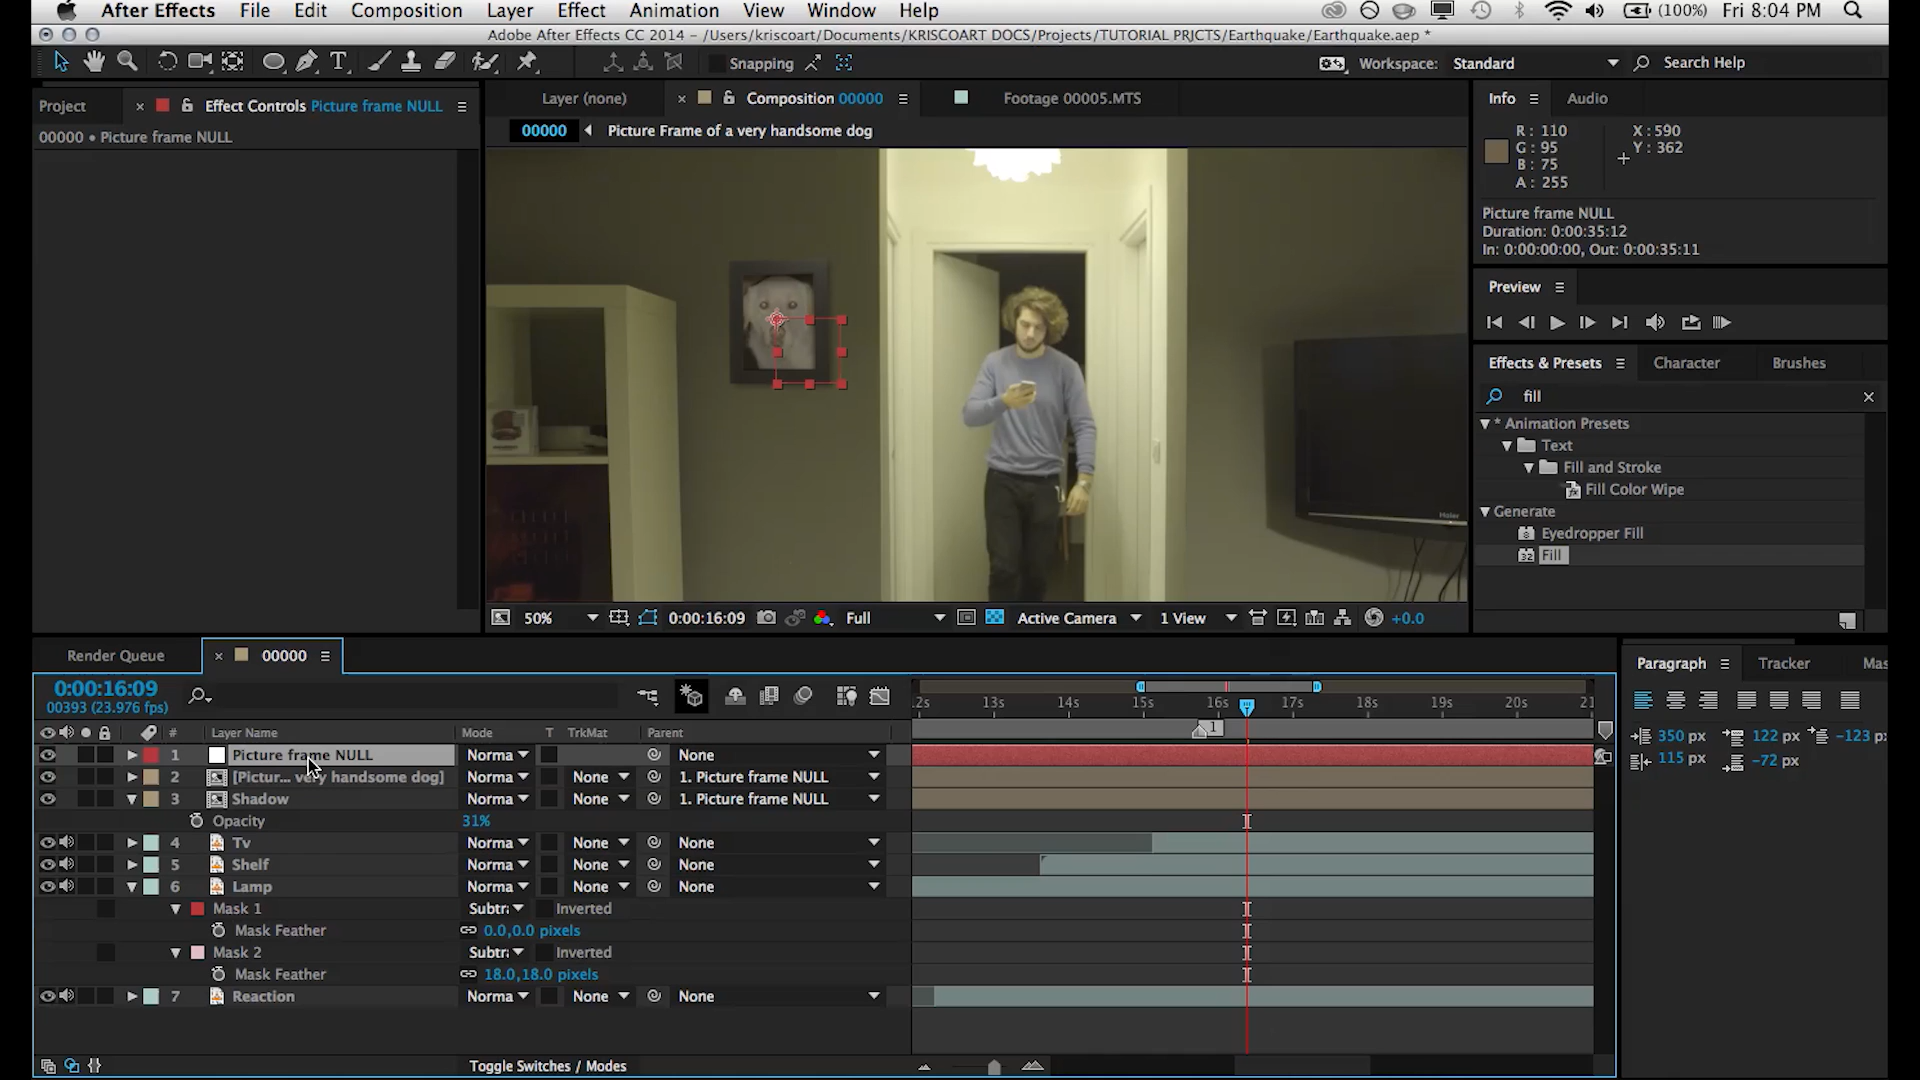 After Effects File Edit Composition Layer Effect Animation View Window Help (100%) Fri 8:04 PM
Adobe After Effects CC 2014 – /Users/kriscoart/Documents/KRISCOART DOCS/Projects/TUTORIAL PRJCTS/Earthquake/Earthquake.aep *
T Snapping Workspace: Standard Search Help
Project × Effect Controls Picture frame NULL
00000 • Picture frame NULL
Layer (none) × Composition 00000 Footage 00005.MTS
00000 Picture Frame of a very handsome dog
Info Audio
R: 110 X: 590
G: 95 Y: 362
B: 75
A: 255
Picture frame NULL
Duration: 0:00:35:12
In: 0:00:00:00, Out: 0:00:35:11
Preview
Effects & Presets Character Brushes
fill ×
* Animation Presets
Text
Fill and Stroke
Fill Color Wipe
Generate
Eyedropper Fill
32 Fill
Haier
50% 0:00:16:09 Full Active Camera 1 View +0.0
Render Queue × 00000
0:00:16:09
00393 (23.976 fps)
2s 13s 14s 15s 16s 17s 18s 19s 20s 21
# Layer Name Mode T TrkMat Parent 1
1 Picture frame NULL Norma None
2 [Pictur... very handsome dog] Norma None 1. Picture frame NULL
3 Shadow Norma None 1. Picture frame NULL
Opacity 31%
4 Tv Norma None None
5 Shelf Norma None None
6 Lamp Norma None None
Mask 1 Subtr Inverted
Mask Feather 0.0,0.0 pixels
Mask 2 Subtr Inverted
Mask Feather 18.0,18.0 pixels
7 Reaction Norma None None
Toggle Switches / Modes
Paragraph Tracker Mas
350 px 122 px -123 px
115 px -72 px